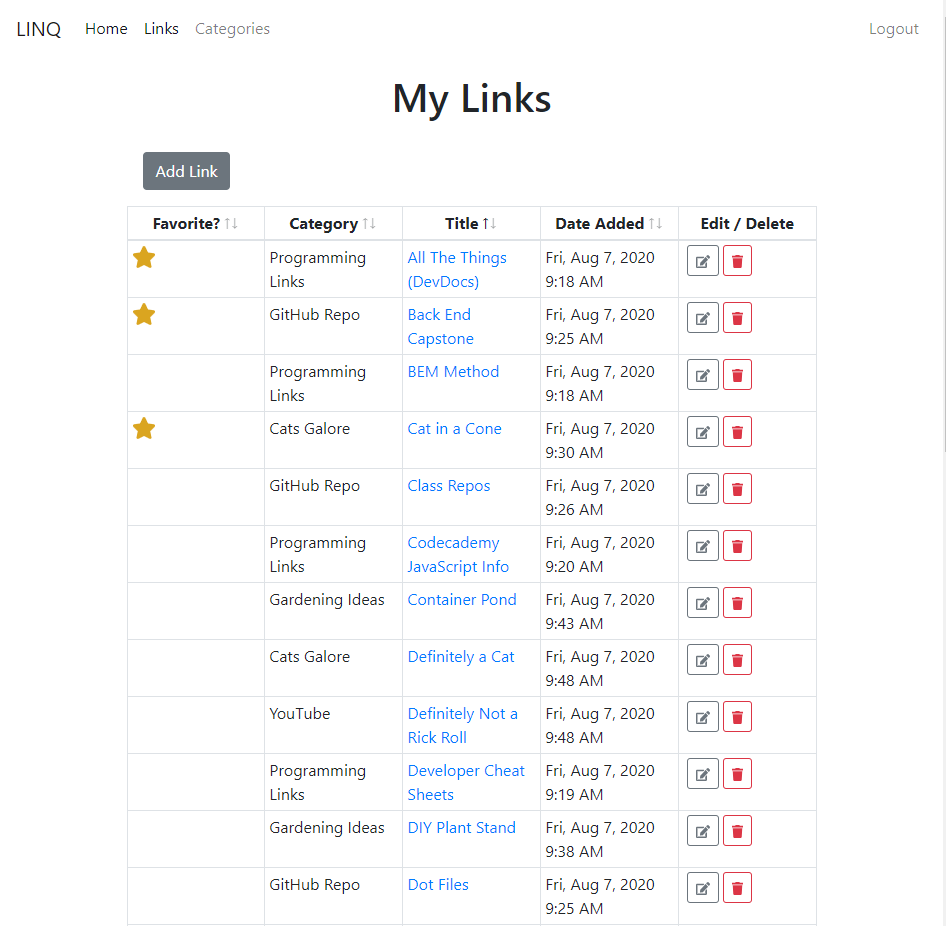 LINQ Home Links Categories Logout
My Links
Add Link
Favorite? ↑↓ Category ↑↓ Title ↑↓ Date Added ↑↓ Edit / Delete
Programming Links All The Things (DevDocs) Fri, Aug 7, 2020 9:18 AM
GitHub Repo Back End Capstone Fri, Aug 7, 2020 9:25 AM
Programming Links BEM Method Fri, Aug 7, 2020 9:18 AM
Cats Galore Cat in a Cone Fri, Aug 7, 2020 9:30 AM
GitHub Repo Class Repos Fri, Aug 7, 2020 9:26 AM
Programming Links Codecademy JavaScript Info Fri, Aug 7, 2020 9:20 AM
Gardening Ideas Container Pond Fri, Aug 7, 2020 9:43 AM
Cats Galore Definitely a Cat Fri, Aug 7, 2020 9:48 AM
YouTube Definitely Not a Rick Roll Fri, Aug 7, 2020 9:48 AM
Programming Links Developer Cheat Sheets Fri, Aug 7, 2020 9:19 AM
Gardening Ideas DIY Plant Stand Fri, Aug 7, 2020 9:38 AM
GitHub Repo Dot Files Fri, Aug 7, 2020 9:25 AM